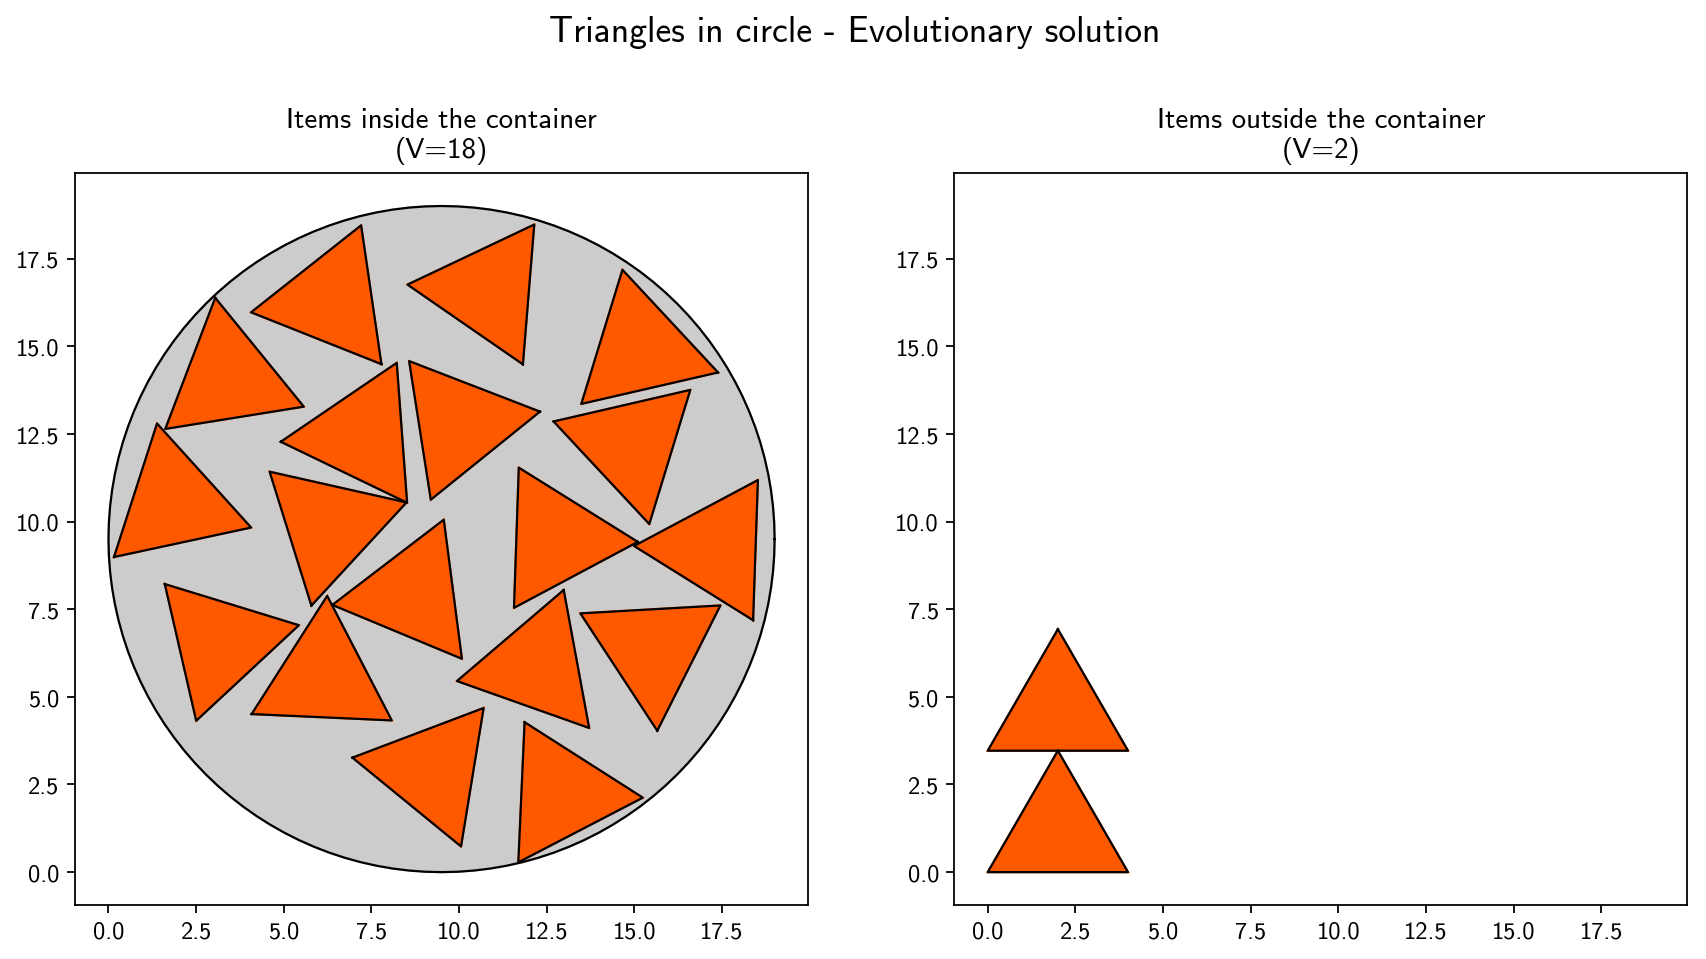 Triangles in circle - Evolutionary solution
Items inside the container
(V=18)
17.5
15.0
12.5
10.0
7.5
5.0
2.5
0.0
0.0 2.5 5.0 7.5 10.0 12.5 15.0 17.5
Items outside the container
(V=2)
17.5
15.0
12.5
10.0
7.5
5.0
2.5
0.0
0.0 2.5 5.0 7.5 10.0 12.5 15.0 17.5